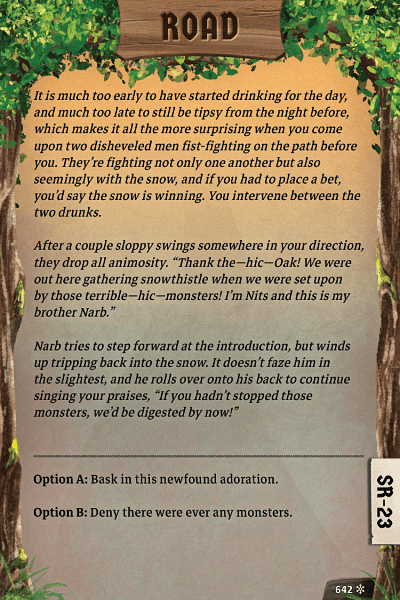 ROAD
It is much too early to have started drinking for the day,
and much too late to still be tipsy from the night before,
which makes it all the more surprising when you come
upon two disheveled men fist-fighting on the path before
you. They’re fighting not only one another but also
seemingly with the snow, and if you had to place a bet,
you’d say the snow is winning. You intervene between the
two drunks.
After a couple sloppy swings somewhere in your direction,
they drop all animosity. “Thank the—hic—Oak! We were
out here gathering snowthistle when we were set upon
by those terrible—hic—monsters! I’m Nits and this is my
brother Narb.”
Narb tries to step forward at the introduction, but winds
up tripping back into the snow. It doesn’t faze him in
the slightest, and he rolls over onto his back to continue
singing your praises, “If you hadn’t stopped those
monsters, we’d be digested by now!”
Option A: Bask in this newfound adoration.
Option B: Deny there were ever any monsters.
SR-23
642